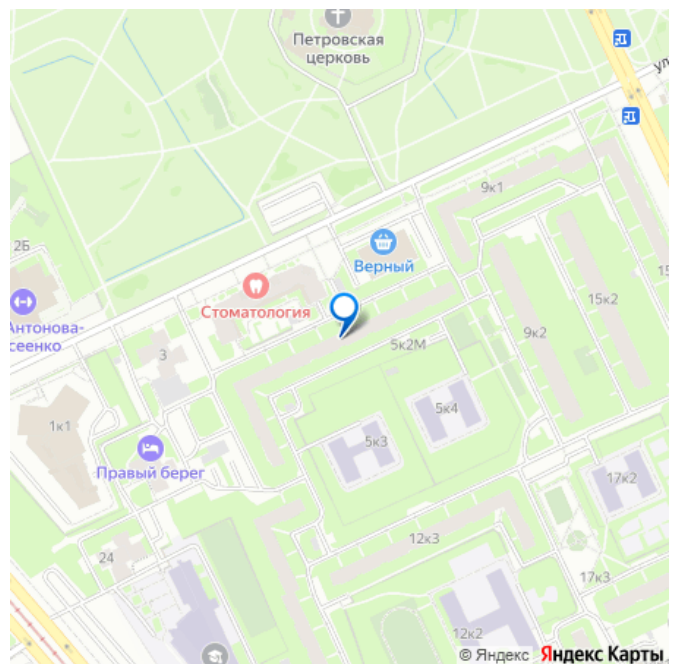 Петровская
церковь
ул
9к1
2Б
Верный
Стоматология
Антонова-
сеенко
15к2
15
9к2
5к2М
3
5к4
1к1
5к3
Правый берег
17к2
12к3
24
17к3
12к2
© Яндекс Яндекс Карты